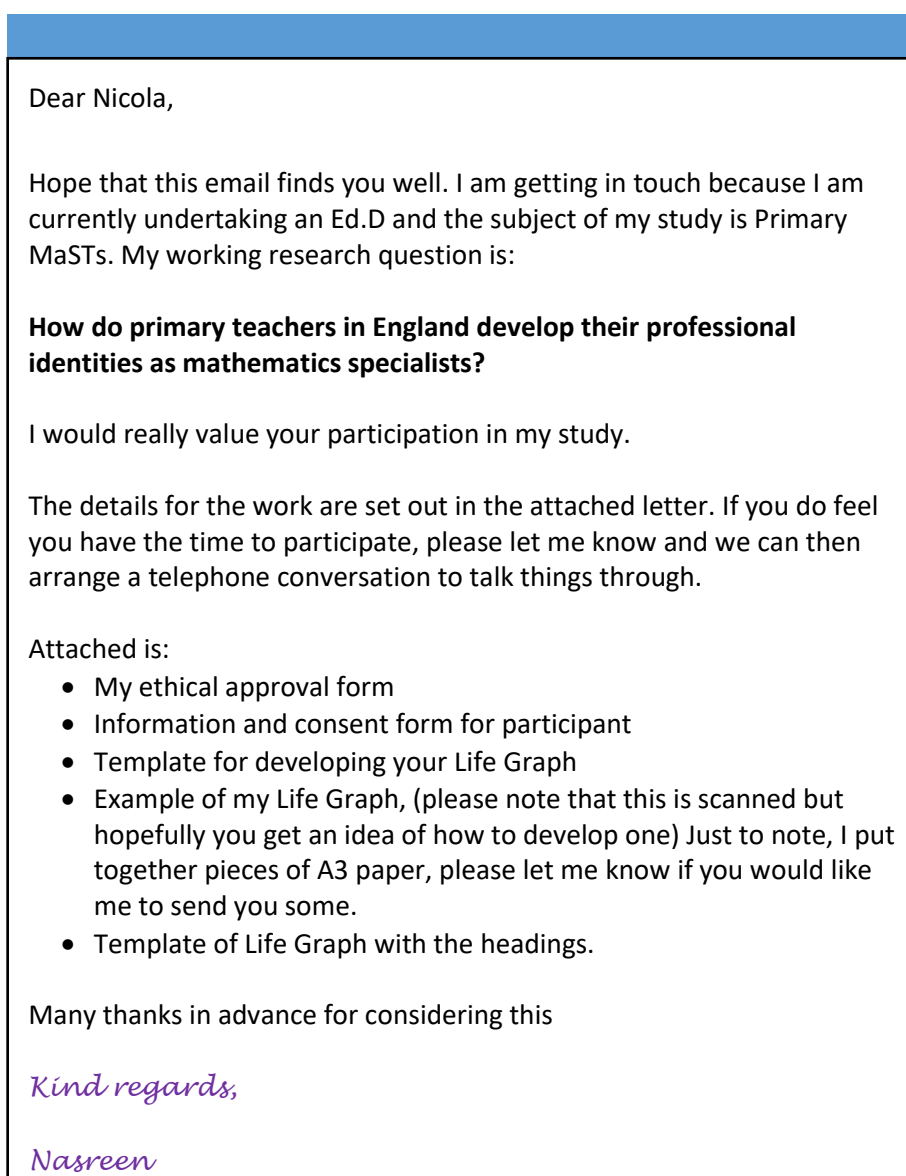 Dear Nicola,
Hope that this email finds you well. I am getting in touch because I am
currently undertaking an Ed.D and the subject of my study is Primary
MaSTs. My working research question is:
How do primary teachers in England develop their professional
identities as mathematics specialists?
I would really value your participation in my study.
The details for the work are set out in the attached letter. If you do feel
you have the time to participate, please let me know and we can then
arrange a telephone conversation to talk things through.
Attached is:
• My ethical approval form
• Information and consent form for participant
• Template for developing your Life Graph
• Example of my Life Graph, (please note that this is scanned but
hopefully you get an idea of how to develop one) Just to note, I put
together pieces of A3 paper, please let me know if you would like
me to send you some.
• Template of Life Graph with the headings.
Many thanks in advance for considering this
Kind regards,
Nasreen